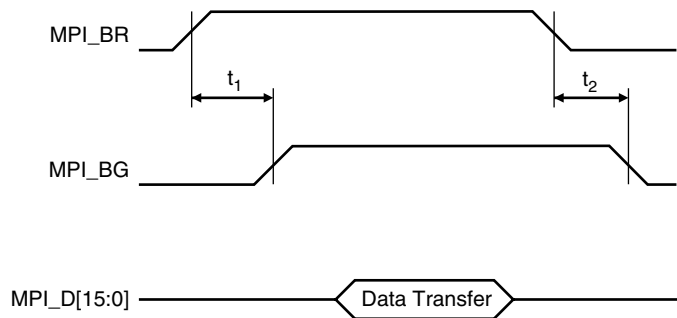 MPI_BR
t1
t2
MPI_BG
MPI_D[15:0]
Data Transfer